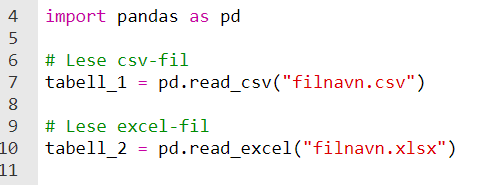 4 import pandas as pd
5
6 # Lese csv-fil
7 tabell_1 = pd.read_csv("filnavn.csv")
8
9 # Lese excel-fil
10 tabell_2 = pd.read_excel("filnavn.xlsx")
11